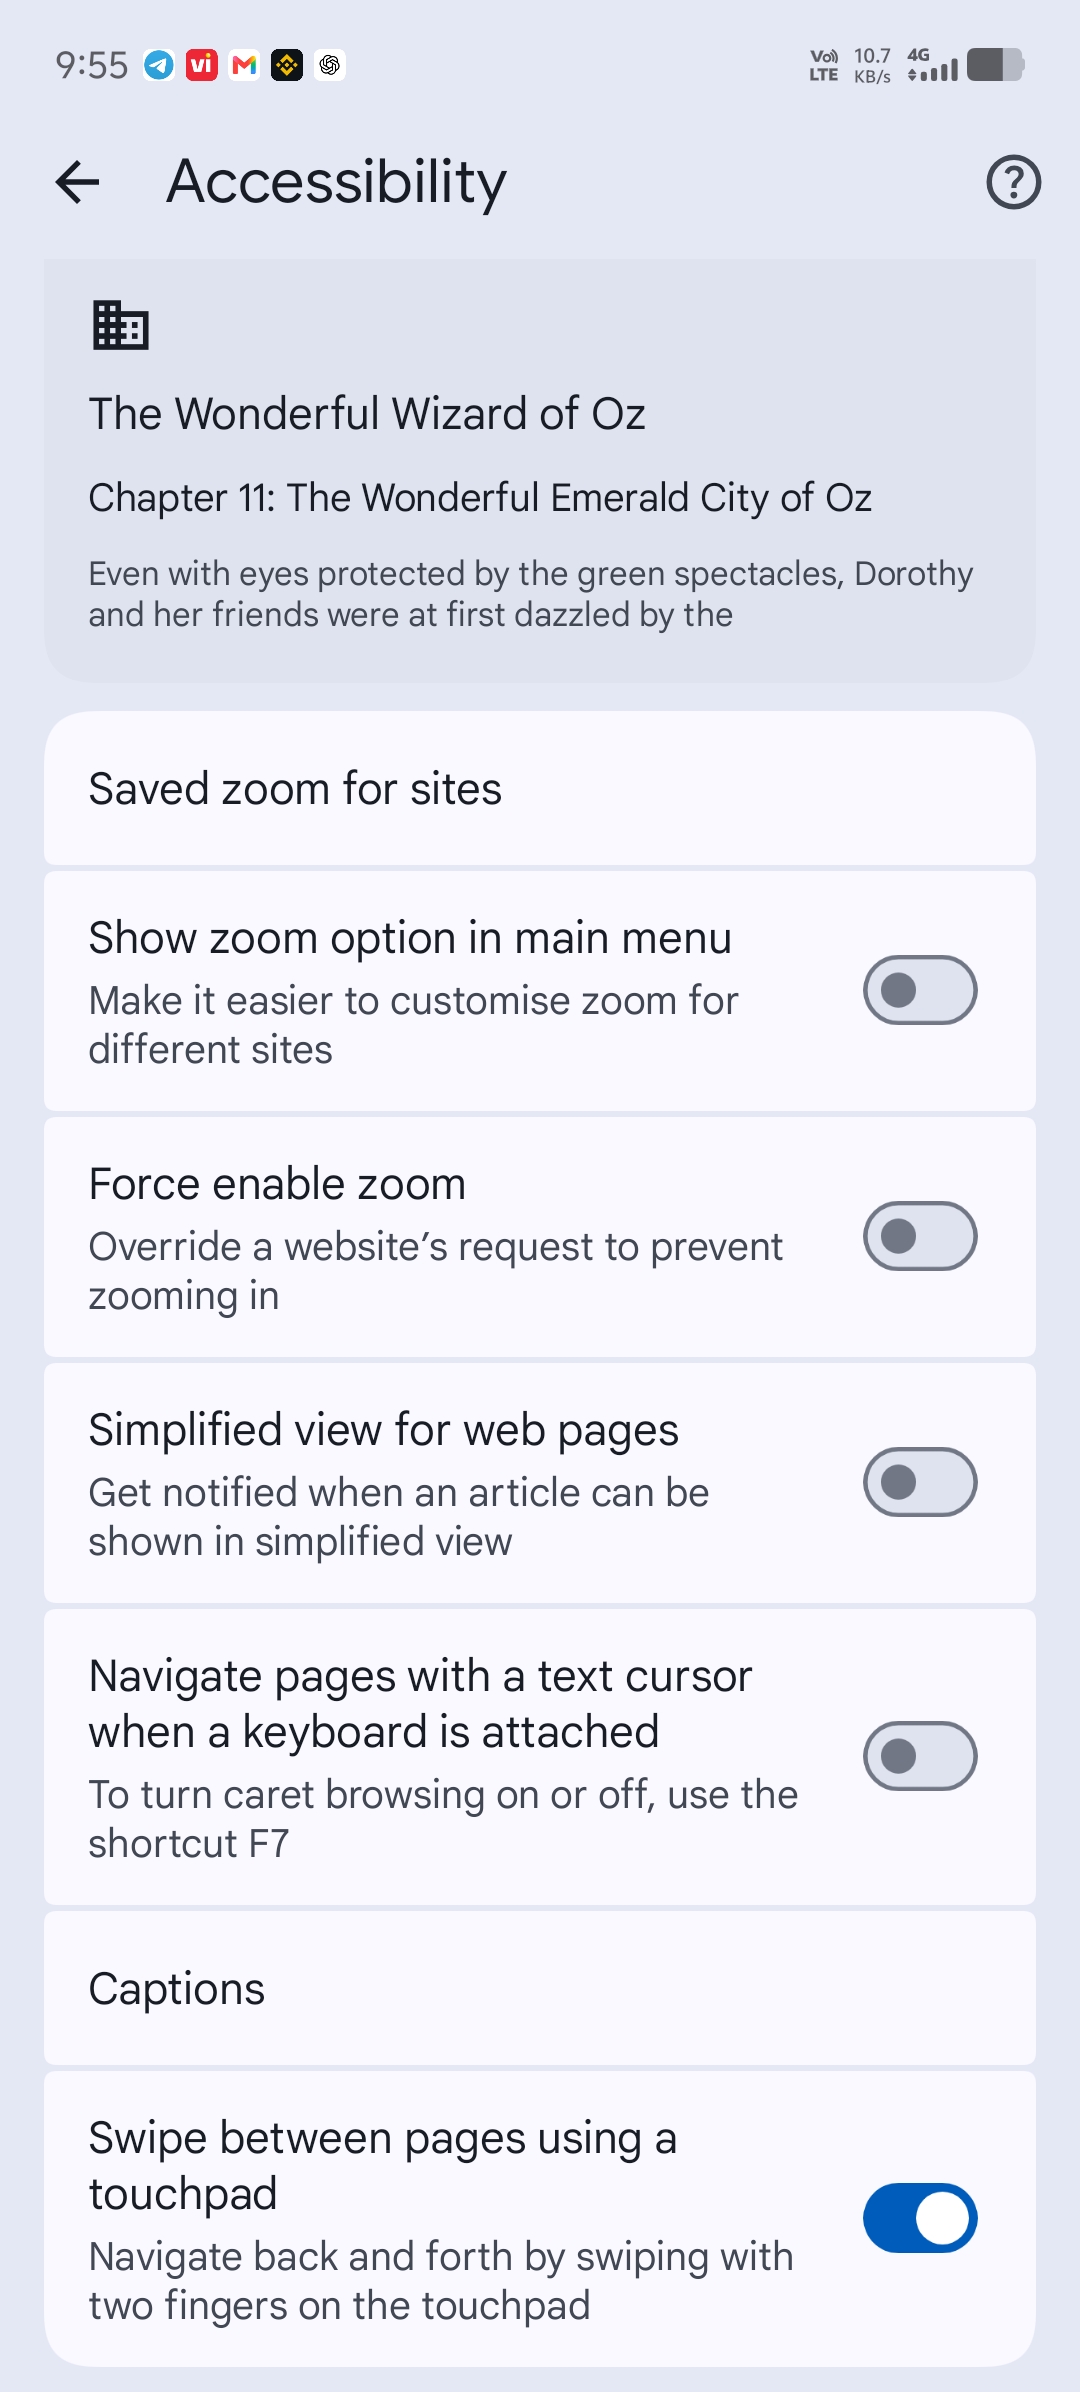 9:55
vi
Vo))
LTE
10.7
KB/s
4G
Accessibility
The Wonderful Wizard of Oz
Chapter 11: The Wonderful Emerald City of Oz
Even with eyes protected by the green spectacles, Dorothy
and her friends were at first dazzled by the
Saved zoom for sites
Show zoom option in main menu
Make it easier to customise zoom for
different sites
Force enable zoom
Override a website’s request to prevent
zooming in
Simplified view for web pages
Get notified when an article can be
shown in simplified view
Navigate pages with a text cursor
when a keyboard is attached
To turn caret browsing on or off, use the
shortcut F7
Captions
Swipe between pages using a
touchpad
Navigate back and forth by swiping with
two fingers on the touchpad